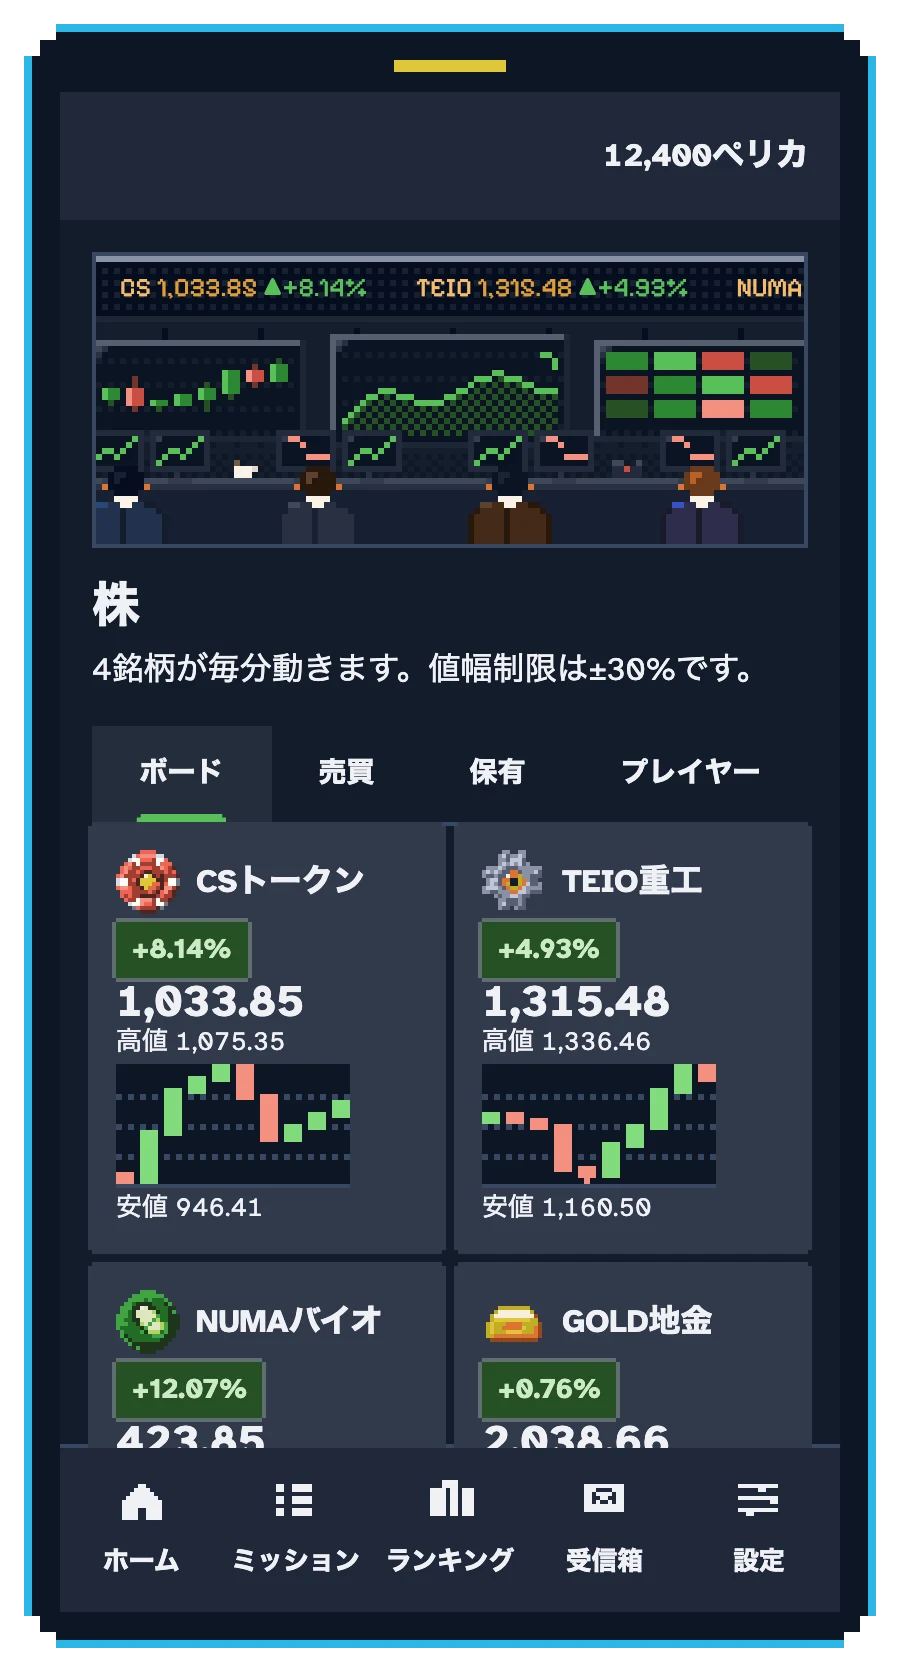 12,400ペリカ
CS 1,033.85 ▲+8.14% TEIO 1,315.48 ▲+4.93% NUMA
株
4銘柄が毎分動きます。値幅制限は±30%です。
ボード 売買 保有 プレイヤー
CSトークン
+8.14%
1,033.85
高値 1,075.35
安値 946.41
TEIO重工
+4.93%
1,315.48
高値 1,336.46
安値 1,160.50
NUMAバイオ
+12.07%
423.85
GOLD地金
+0.76%
2,038.66
ホーム ミッション ランキング 受信箱 設定